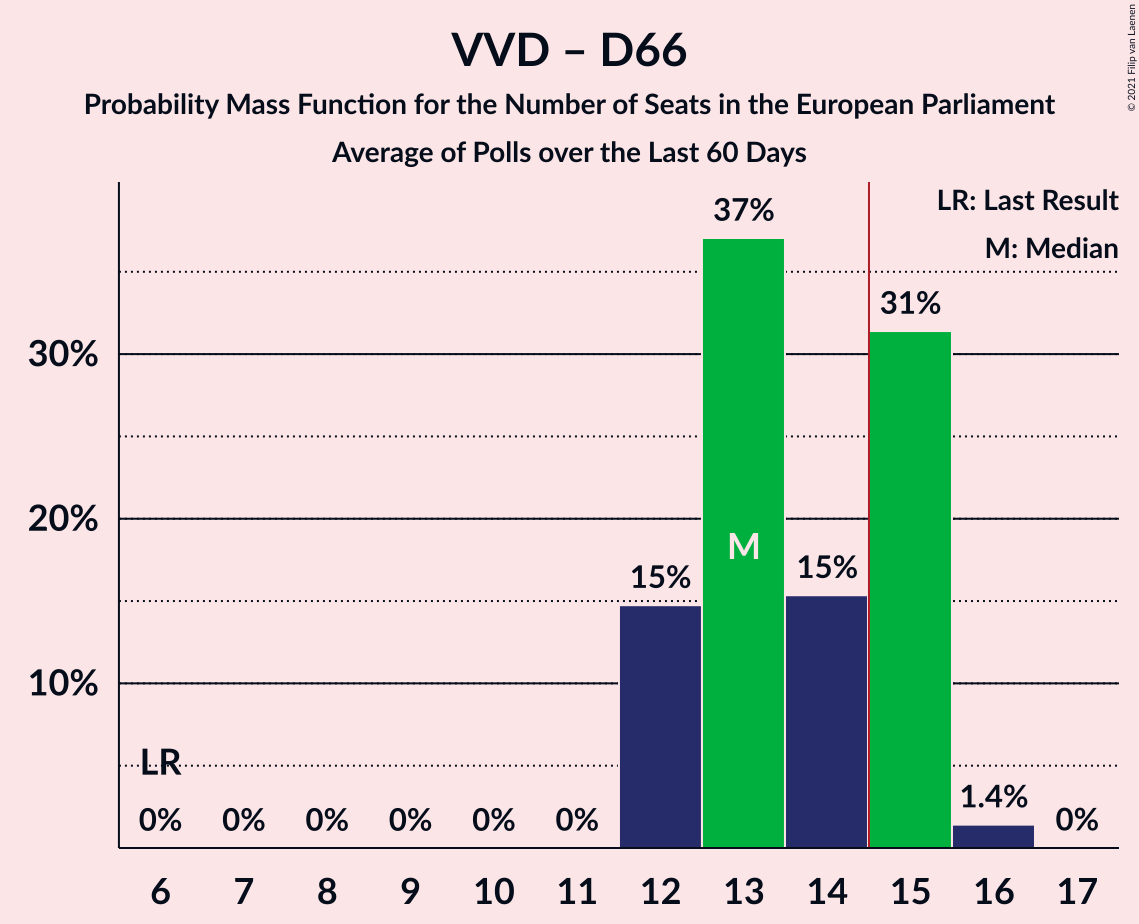 VVD – D66
Probability Mass Function for the Number of Seats in the European Parliament
Average of Polls over the Last 60 Days
© 2021 Filip van Laenen
LR: Last Result
M: Median
37%
31%
30%
20%
M
15%
15%
10%
LR
1.4%
0%
0%
0%
0%
0%
0%
0%
6 7 8 9 10 11 12 13 14 15 16 17